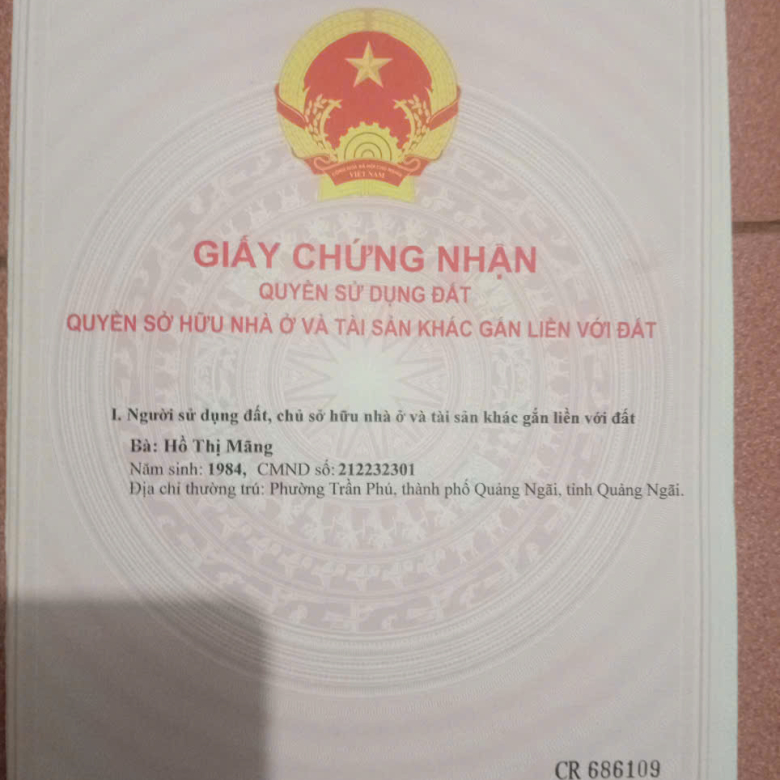 VIỆT NAM
GIẤY CHỨNG NHẬN
QUYỀN SỬ DỤNG ĐẤT
QUYỀN SỞ HỮU NHÀ Ở VÀ TÀI SẢN KHÁC GẮN LIỀN VỚI ĐẤT
I. Người sử dụng đất, chủ sở hữu nhà ở và tài sản khác gắn liền với đất
Bà: Hồ Thị Măng
Năm sinh: 1984, CMND số: 212232301
Địa chỉ thường trú: Phường Trần Phú, thành phố Quảng Ngãi, tỉnh Quảng Ngãi.
CR 686109